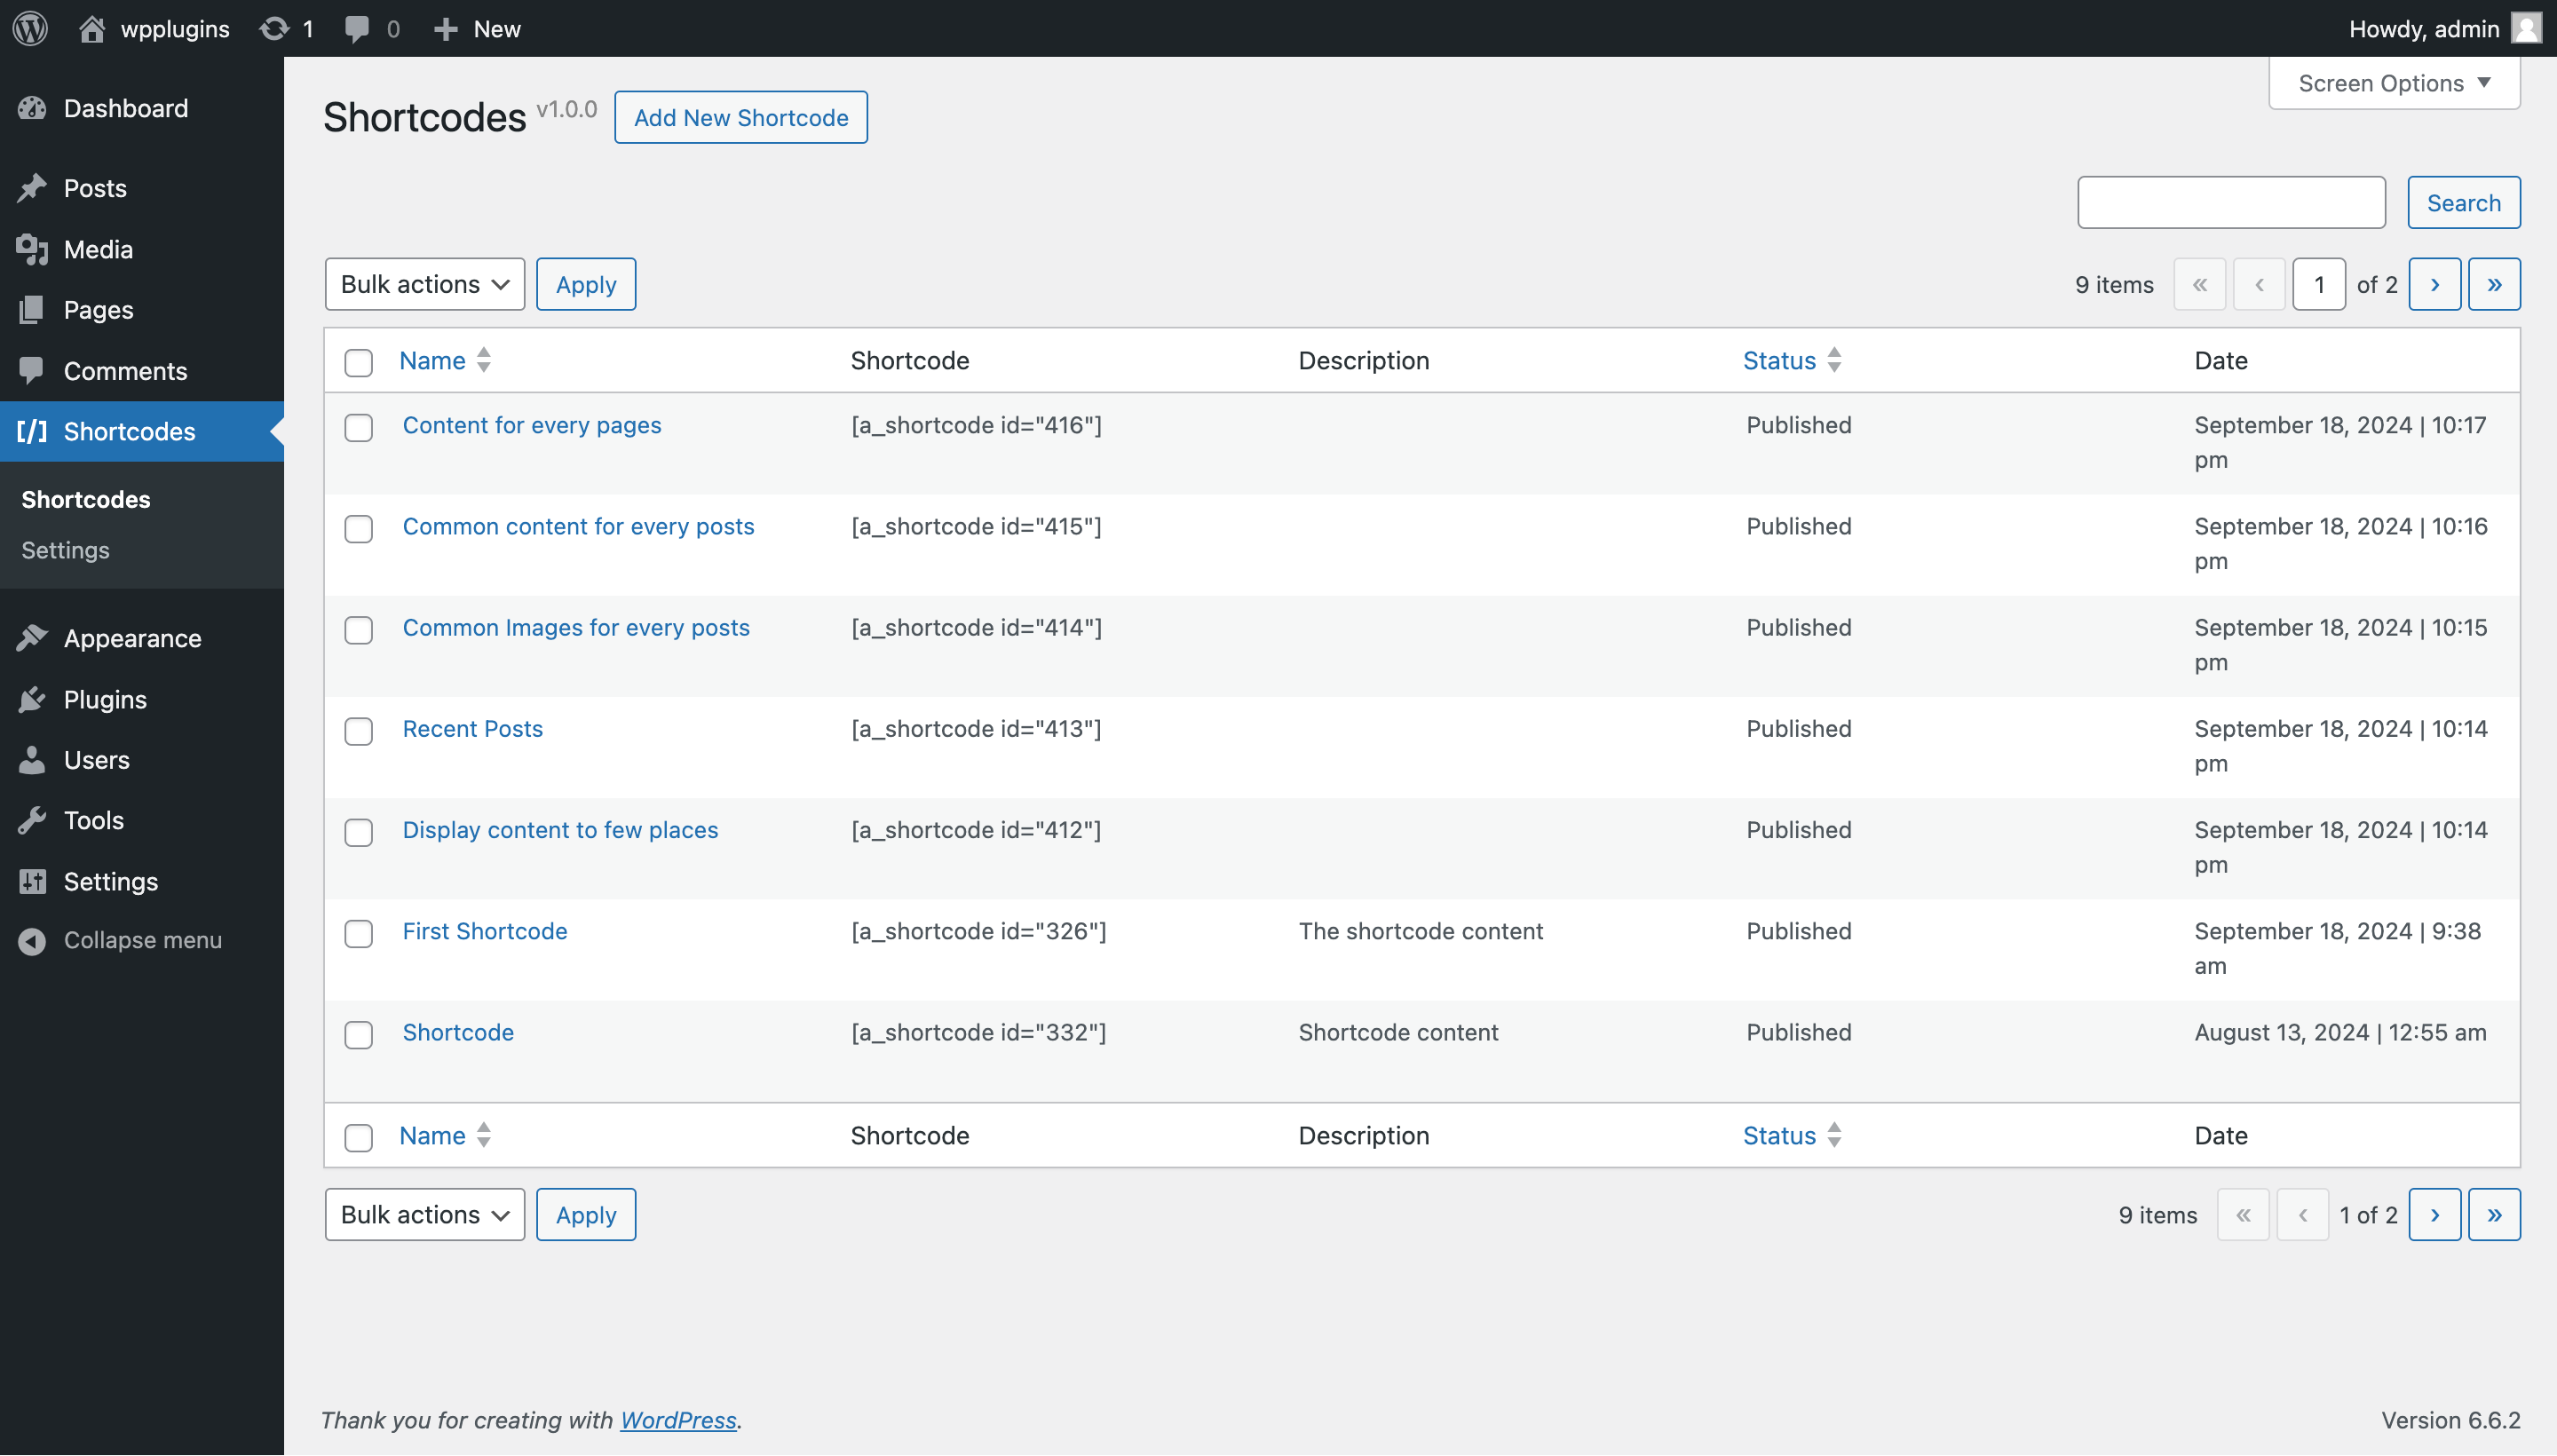 wpplugins 1 0 New Howdy, admin
Dashboard
Posts
Media
Pages
Comments
Shortcodes
Shortcodes
Settings
Appearance
Plugins
Users
Tools
Settings
Collapse menu
Screen Options
Shortcodes v1.0.0 Add New Shortcode
Search
Bulk actions Apply 9 items « ‹ 1 of 2 › »
Name Shortcode Description Status Date
Content for every pages [a_shortcode id="416"] Published September 18, 2024 | 10:17
pm
Common content for every posts [a_shortcode id="415"] Published September 18, 2024 | 10:16
pm
Common Images for every posts [a_shortcode id="414"] Published September 18, 2024 | 10:15
pm
Recent Posts [a_shortcode id="413"] Published September 18, 2024 | 10:14
pm
Display content to few places [a_shortcode id="412"] Published September 18, 2024 | 10:14
pm
First Shortcode [a_shortcode id="326"] The shortcode content Published September 18, 2024 | 9:38
am
Shortcode [a_shortcode id="332"] Shortcode content Published August 13, 2024 | 12:55 am
Name Shortcode Description Status Date
Bulk actions Apply 9 items « ‹ 1 of 2 › »
Thank you for creating with WordPress. Version 6.6.2